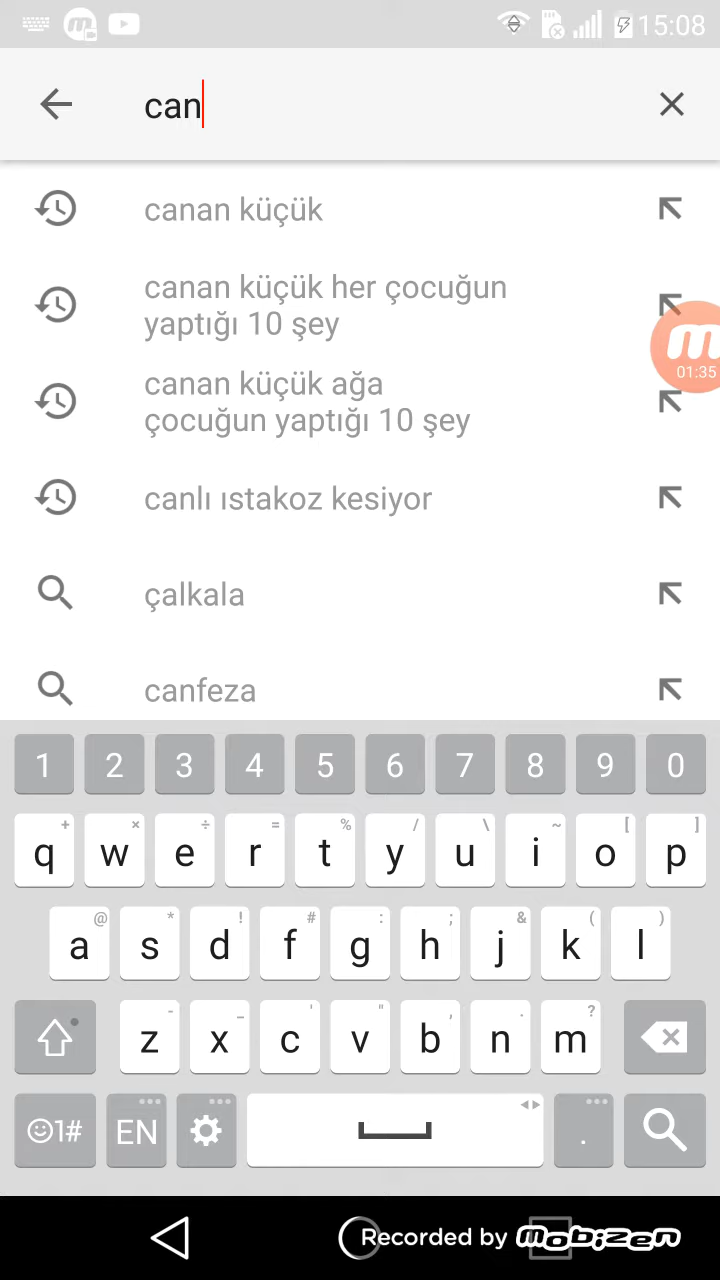 15:08
can
canan küçük
canan küçük her çocuğun
yaptığı 10 şey
01:35
canan küçük ağa
çocuğun yaptığı 10 şey
canlı ıstakoz kesiyor
çalkala
canfeza
1 2 3 4 5 6 7 8 9 0
+ × ÷ = % / \ ~ [ ]
q w e r t y u i o p
@ * ! # : ; & ( )
a s d f g h j k l
- _ ' " , . ?
z x c v b n m
1# EN .
Recorded by mobizen